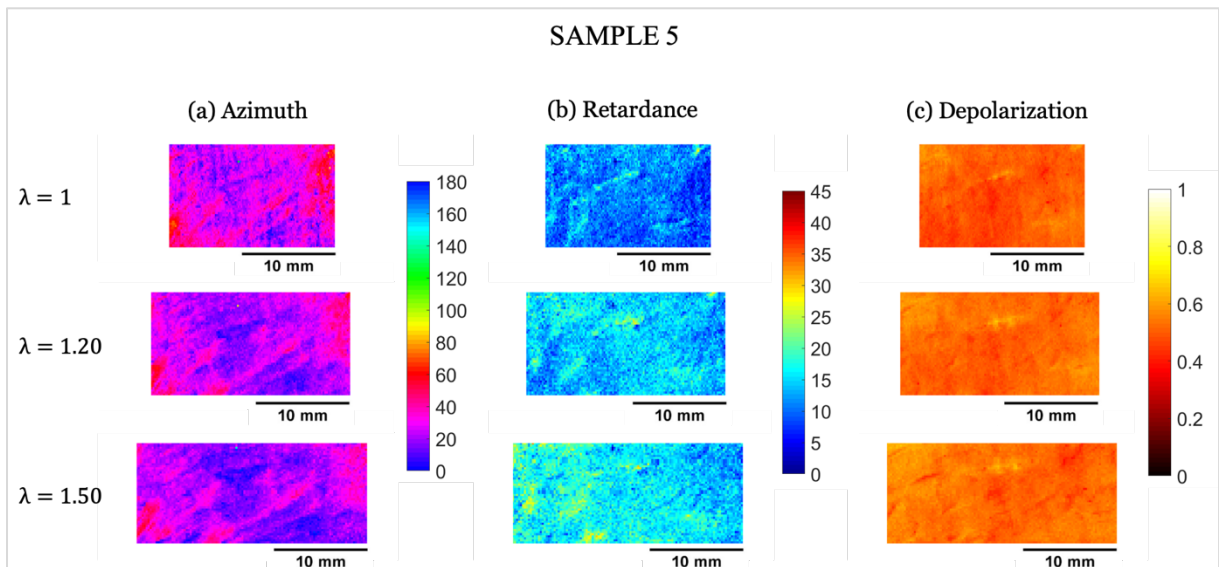 SAMPLE 5
(a) Azimuth
(b) Retardance
(c) Depolarization
λ = 1
10 mm
10 mm
10 mm
λ = 1.20
10 mm
10 mm
10 mm
λ = 1.50
10 mm
10 mm
10 mm
180
160
140
120
100
80
60
40
20
0
45
40
35
30
25
20
15
10
5
0
1
0.8
0.6
0.4
0.2
0